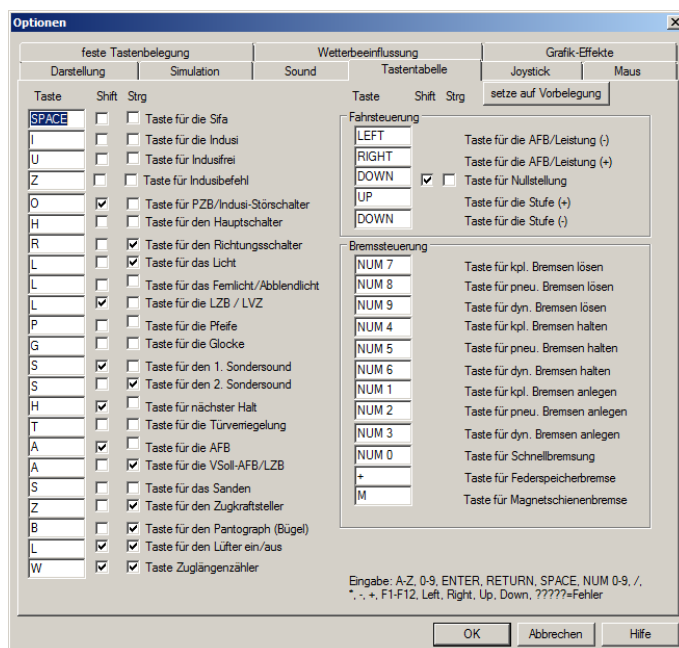 Optionen
feste Tastenbelegung Wetterbeeinflussung Grafik-Effekte
Darstellung Simulation Sound Tastentabelle Joystick Maus
Taste Shift Strg
SPACE Taste für die Sifa
I Taste für die Indusi
U Taste für Indusifrei
Z Taste für Indusibefehl
O Taste für PZB/Indusi-Störschalter
H Taste für den Hauptschalter
R Taste für den Richtungsschalter
L Taste für das Licht
L Taste für das Fernlicht/Abblendlicht
L Taste für die LZB / LVZ
P Taste für die Pfeife
G Taste für die Glocke
S Taste für den 1. Sondersound
S Taste für den 2. Sondersound
H Taste für nächster Halt
T Taste für die Türverriegelung
A Taste für die AFB
A Taste für die VSoll-AFB/LZB
S Taste für das Sanden
Z Taste für den Zugkraftsteller
B Taste für den Pantograph (Bügel)
L Taste für den Lüfter ein/aus
W Taste Zuglängenzähler
Taste Shift Strg setze auf Vorbelegung
Fahrsteuerung
LEFT Taste für die AFB/Leistung (-)
RIGHT Taste für die AFB/Leistung (+)
DOWN Taste für Nullstellung
UP Taste für die Stufe (+)
DOWN Taste für die Stufe (-)
Bremssteuerung
NUM 7 Taste für kpl. Bremsen lösen
NUM 8 Taste für pneu. Bremsen lösen
NUM 9 Taste für dyn. Bremsen lösen
NUM 4 Taste für kpl. Bremsen halten
NUM 5 Taste für pneu. Bremsen halten
NUM 6 Taste für dyn. Bremsen halten
NUM 1 Taste für kpl. Bremsen anlegen
NUM 2 Taste für pneu. Bremsen anlegen
NUM 3 Taste für dyn. Bremsen anlegen
NUM 0 Taste für Schnellbremsung
+ Taste für Federspeicherbremse
M Taste für Magnetschienenbremse
Eingabe: A-Z, 0-9, ENTER, RETURN, SPACE, NUM 0-9, /,
*, -, +, F1-F12, Left, Right, Up, Down, ?????=Fehler
OK Abbrechen Hilfe